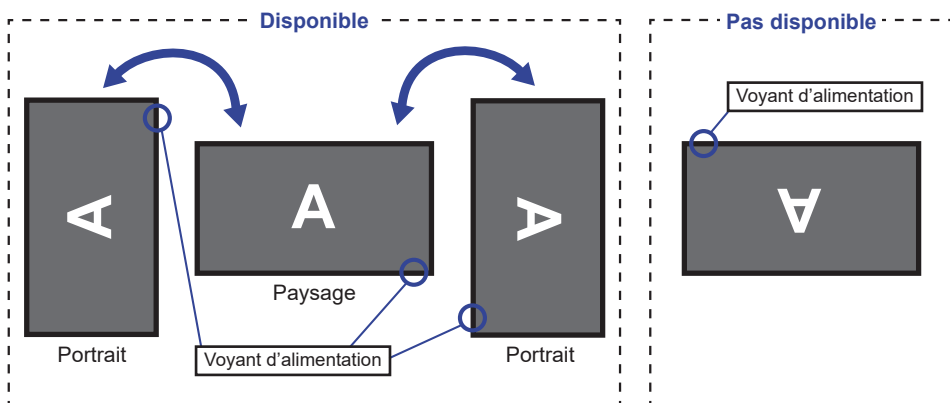 Disponible
Pas disponible
Voyant d’alimentation
A
A
A
A
Paysage
Portrait
Voyant d’alimentation
Portrait